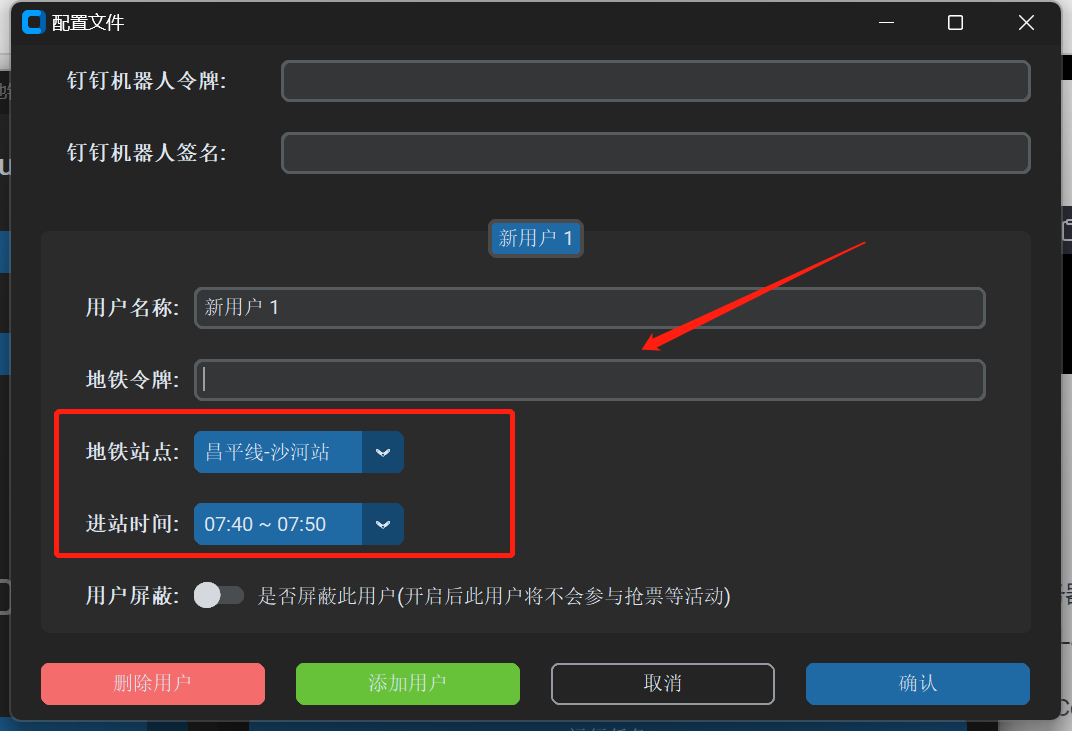 配置文件
钉钉机器人令牌:
钉钉机器人签名:
新用户 1
用户名称: 新用户 1
地铁令牌:
地铁站点: 昌平线-沙河站
进站时间: 07:40 ~ 07:50
用户屏蔽: 是否屏蔽此用户(开启后此用户将不会参与抢票等活动)
删除用户 添加用户 取消 确认